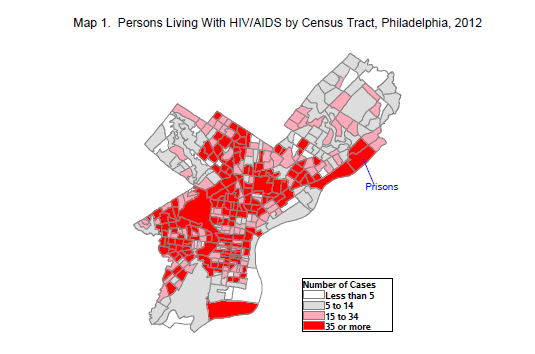 Map 1. Persons Living With HIV/AIDS by Census Tract, Philadelphia, 2012
Prisons
Number of Cases
Less than 5
5 to 14
15 to 34
35 or more